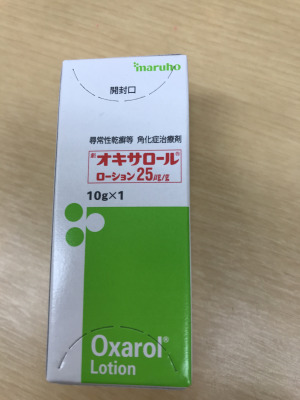 maruho
開封口
尋常性乾癬等 角化症治療剤
劇 オキサロール®
ローション25μg/g
10g×1
Oxarol®
Lotion